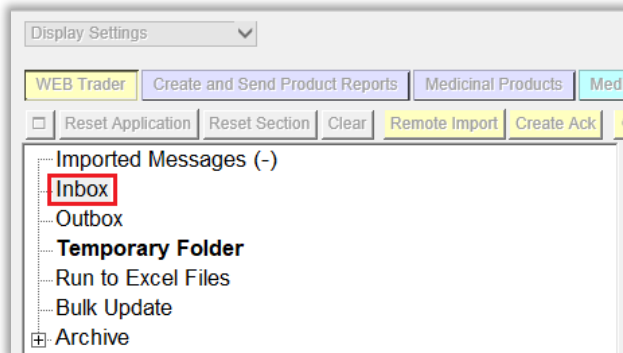 Display Settings
WEB Trader Create and Send Product Reports Medicinal Products Med
Reset Application Reset Section Clear Remote Import Create Ack
Imported Messages (-)
Inbox
Outbox
Temporary Folder
Run to Excel Files
Bulk Update
Archive